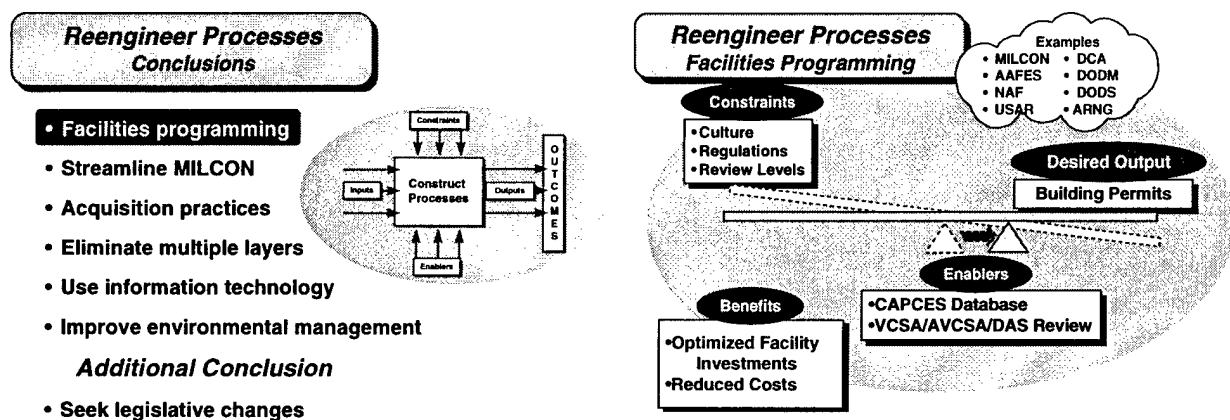 Reengineer Processes
Conclusions
• Facilities programming
• Streamline MILCON
• Acquisition practices
• Eliminate multiple layers
• Use information technology
• Improve environmental management
Additional Conclusion
• Seek legislative changes
Constraints
Inputs
Construct
Processes
Outputs
OUTCOMES
Enablers
Reengineer Processes
Facilities Programming
Examples
• MILCON • DCA
• AAFES • DODM
• NAF • DODS
• USAR • ARNG
Constraints
• Culture
• Regulations
• Review Levels
Desired Output
Building Permits
Enablers
•CAPCES Database
•VCSA/AVCSA/DAS Review
Benefits
•Optimized Facility
Investments
•Reduced Costs